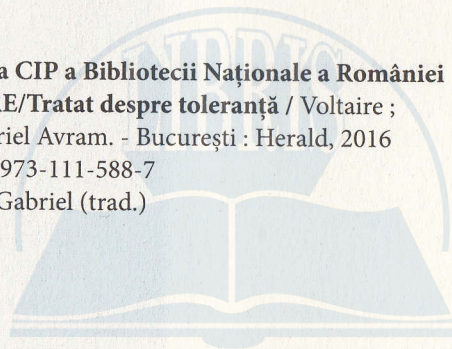 LIBRIS
a CIP a Bibliotecii Naționale a României
E/Tratat despre toleranță / Voltaire ;
riel Avram. - București : Herald, 2016
973-111-588-7
Gabriel (trad.)